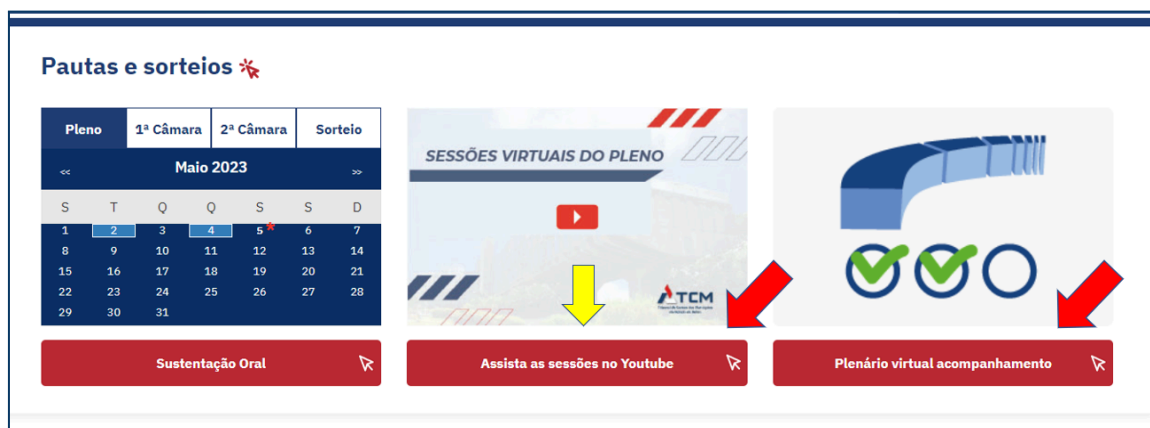 Pautas e sorteios
Pleno 1ª Câmara 2ª Câmara Sorteio
<< Maio 2023 >>
S T Q Q S S D
1 2 3 4 5* 6 7
8 9 10 11 12 13 14
15 16 17 18 19 20 21
22 23 24 25 26 27 28
29 30 31
Sustentação Oral
SESSÕES VIRTUAIS DO PLENO
TCM
Assista as sessões no Youtube
Plenário virtual acompanhamento